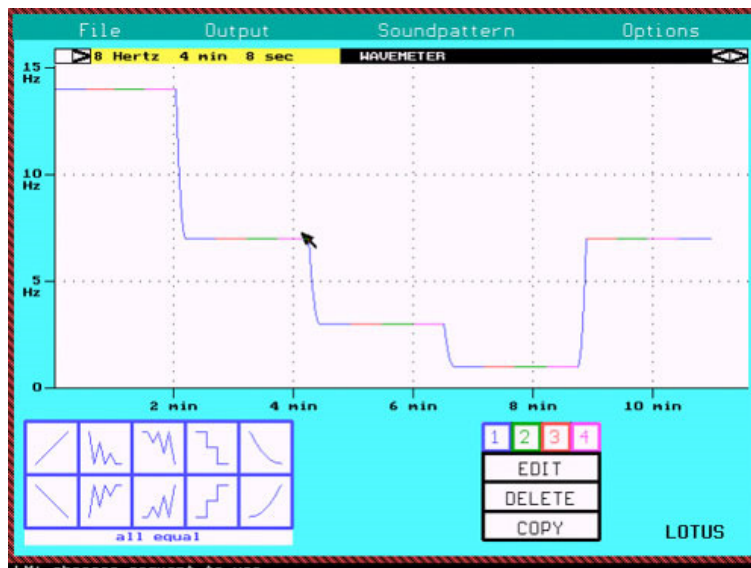 File Output Soundpattern Options
8 Hertz 4 min 8 sec WAVEMETER
15
Hz
10
Hz
5
Hz
0
2 min 4 min 6 min 8 min 10 min
1 2 3 4
EDIT
DELETE
COPY
all equal
LOTUS